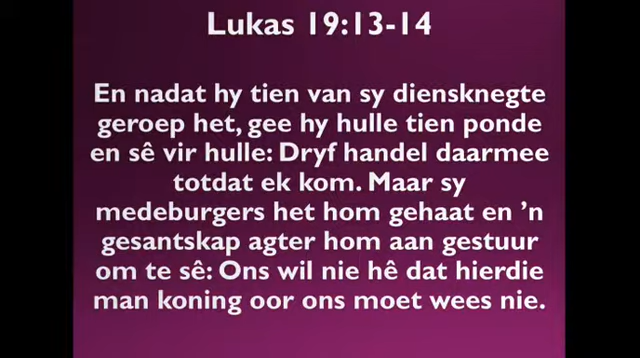 Lukas 19:13-14
En nadat hy tien van sy diensknegte
geroep het, gee hy hulle tien ponde
en sê vir hulle: Dryf handel daarmee
totdat ek kom. Maar sy
medeburgers het hom gehaat en ’n
gesantskap agter hom aan gestuur
om te sê: Ons wil nie hê dat hierdie
man koning oor ons moet wees nie.